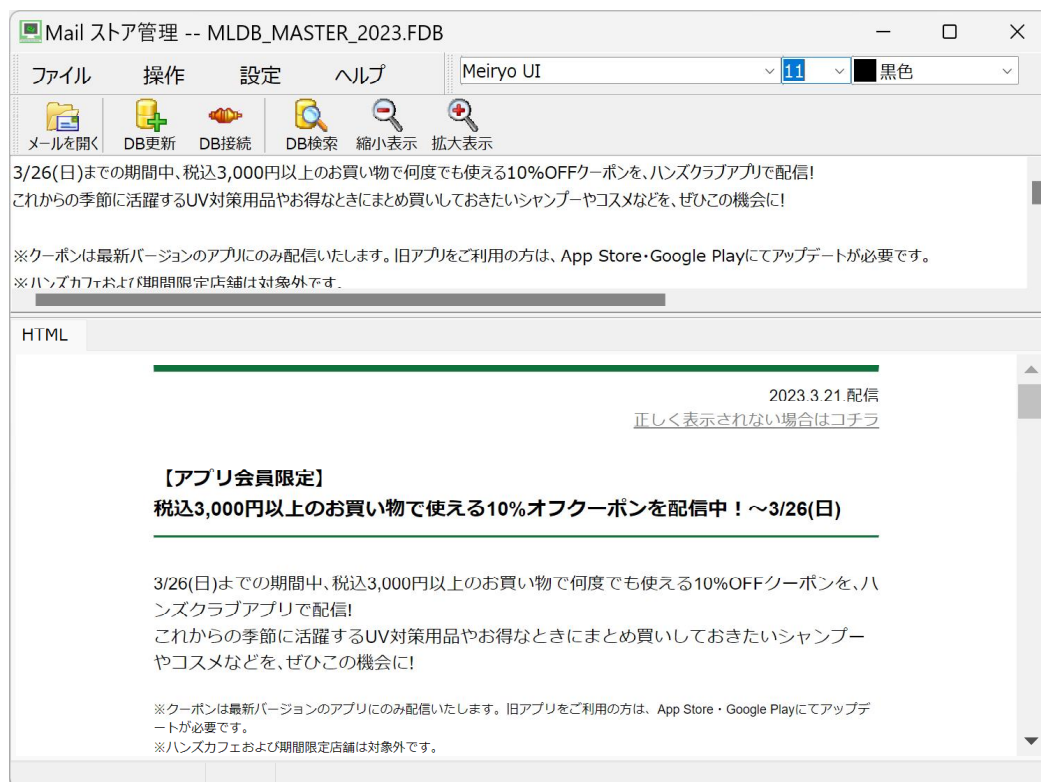 Mail ストア管理 -- MLDB_MASTER_2023.FDB
ファイル 操作 設定 ヘルプ Meiryo UI 11 黒色
メールを開く DB更新 DB接続 DB検索 縮小表示 拡大表示
3/26(日)までの期間中、税込3,000円以上のお買い物で何度でも使える10%OFFクーポンを、ハンズクラブアプリで配信!
これからの季節に活躍するUV対策用品やお得なときにまとめ買いしておきたいシャンプーやコスメなどを、ぜひこの機会に!
※クーポンは最新バージョンのアプリにのみ配信いたします。旧アプリをご利用の方は、App Store・Google Playにてアップデートが必要です。
※ハンズカフェおよび期間限定店舗は対象外です。
HTML
2023.3.21.配信
正しく表示されない場合はコチラ
【アプリ会員限定】
税込3,000円以上のお買い物で使える10%オフクーポンを配信中！～3/26(日)
3/26(日)までの期間中、税込3,000円以上のお買い物で何度でも使える10%OFFクーポンを、ハ
ンズクラブアプリで配信!
これからの季節に活躍するUV対策用品やお得なときにまとめ買いしておきたいシャンプー
やコスメなどを、ぜひこの機会に!
※クーポンは最新バージョンのアプリにのみ配信いたします。旧アプリをご利用の方は、App Store・Google Playにてアップデ
ートが必要です。
※ハンズカフェおよび期間限定店舗は対象外です。